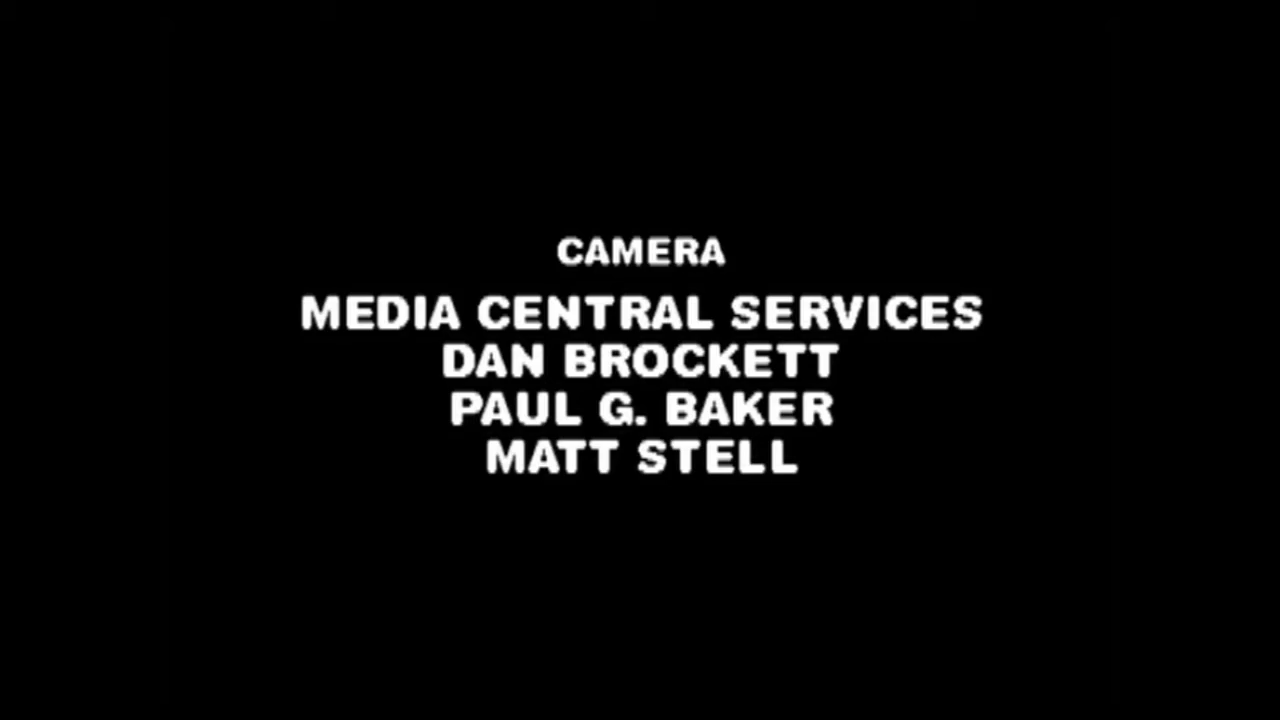 CAMERA
MEDIA CENTRAL SERVICES
DAN BROCKETT
PAUL G. BAKER
MATT STELL